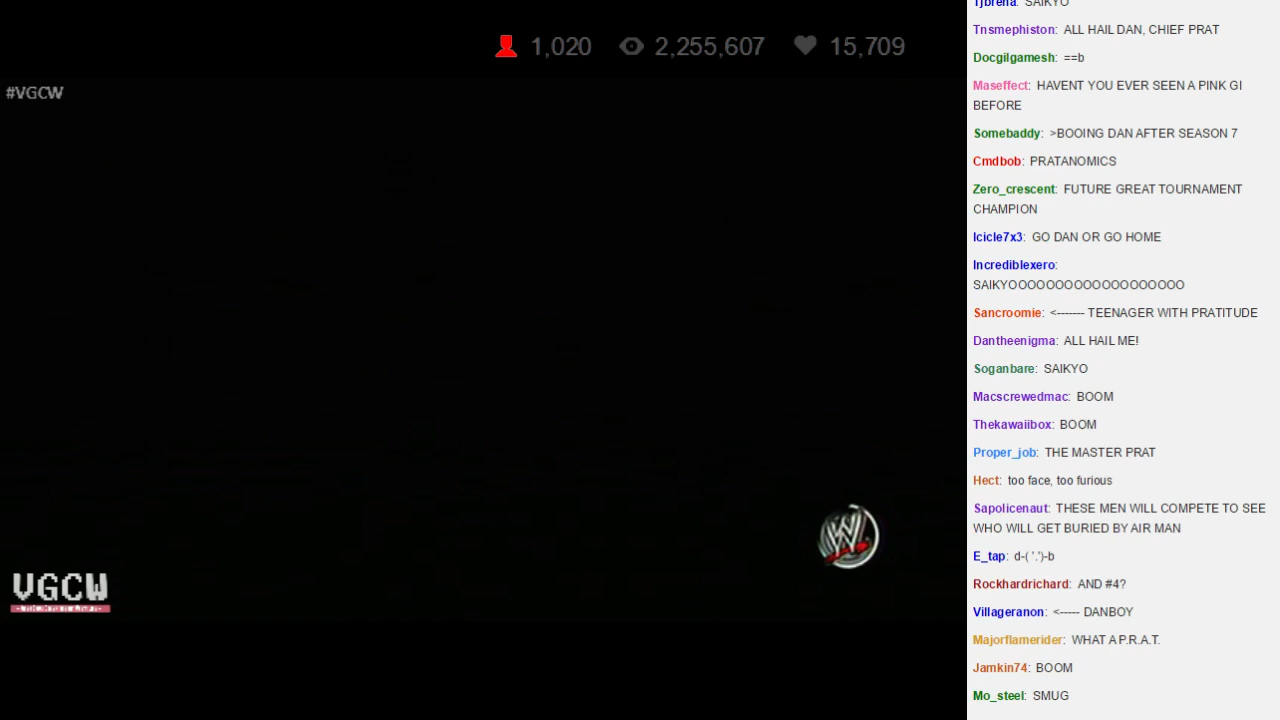 1,020 2,255,607 15,709
#VGCW
VGCW
Tjbrena: SAIKYO
Tnsmephiston: ALL HAIL DAN, CHIEF PRAT
Docgilgamesh: ==b
Maseffect: HAVENT YOU EVER SEEN A PINK GI
BEFORE
Somebaddy: >BOOING DAN AFTER SEASON 7
Cmdbob: PRATANOMICS
Zero_crescent: FUTURE GREAT TOURNAMENT
CHAMPION
Icicle7x3: GO DAN OR GO HOME
Incrediblexero:
SAIKYOOOOOOOOOOOOOOOOOOO
Sancroomie: <------- TEENAGER WITH PRATITUDE
Dantheenigma: ALL HAIL ME!
Soganbare: SAIKYO
Macscrewedmac: BOOM
Thekawaiibox: BOOM
Proper_job: THE MASTER PRAT
Hect: too face, too furious
Sapolicenaut: THESE MEN WILL COMPETE TO SEE
WHO WILL GET BURIED BY AIR MAN
E_tap: d-( '.')-b
Rockhardrichard: AND #4?
Villageranon: <----- DANBOY
Majorflamerider: WHAT A P.R.A.T.
Jamkin74: BOOM
Mo_steel: SMUG